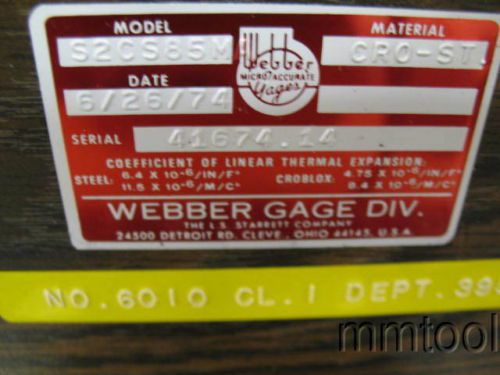 MODEL
MATERIAL
S2CS85M
CRO-ST.
Webber
MICRO ACCURATE
Gages
DATE
6/26/74
SERIAL 41674.14
COEFFICIENT OF LINEAR THERMAL EXPANSION:
STEEL: 6.4 X 10-6/IN/F° CROBLOX: 4.75 X 10-6/IN/F°
11.5 X 10-6/M/C° 8.4 X 10-6/M/C°
WEBBER GAGE DIV.
THE L.S. STARRETT COMPANY
24500 DETROIT RD. CLEVE., OHIO 44145, U.S.A.
NO.6010 CL.1 DEPT.39
mmtool